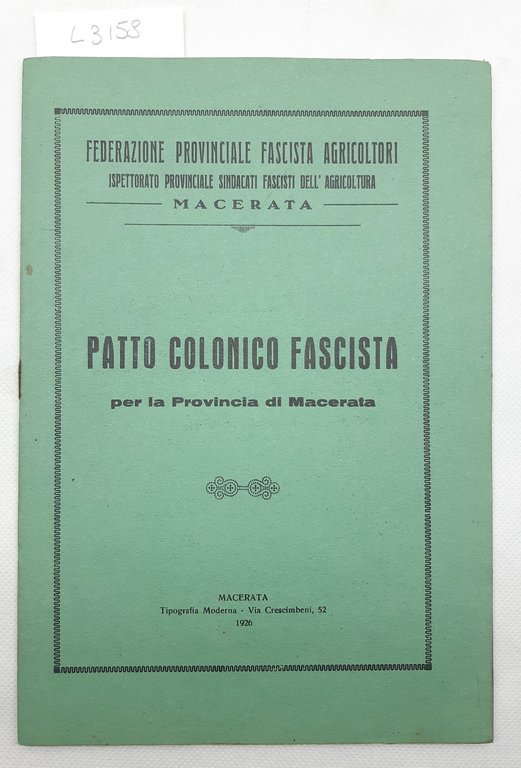 L3158
FEDERAZIONE PROVINCIALE FASCISTA AGRICOLTORI
ISPETTORATO PROVINCIALE SINDACATI FASCISTI DELL' AGRICOLTURA
MACERATA
PATTO COLONICO FASCISTA
per la Provincia di Macerata
MACERATA
Tipografia Moderna - Via Crescimbeni, 52
1926